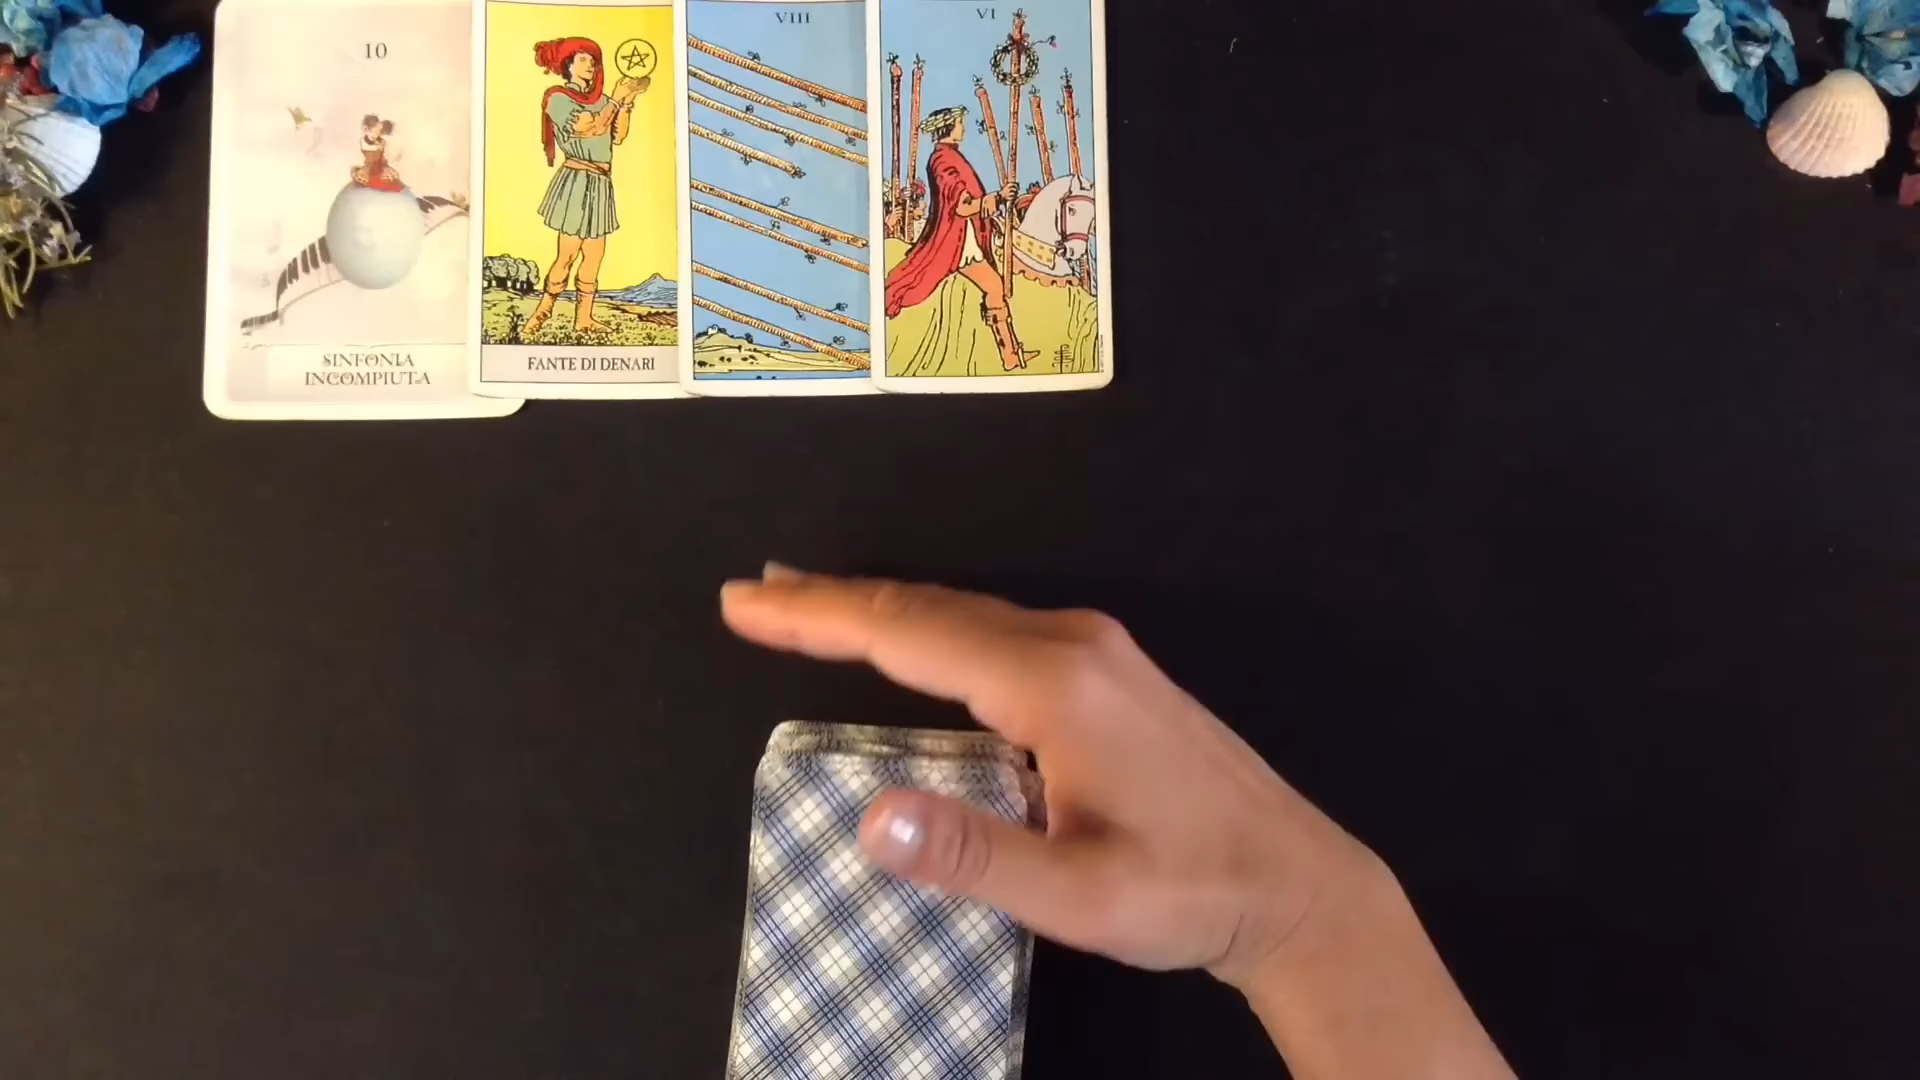 10
SINFONIA
INCOMPIUTA
FANTE DI DENARI
VIII
VI